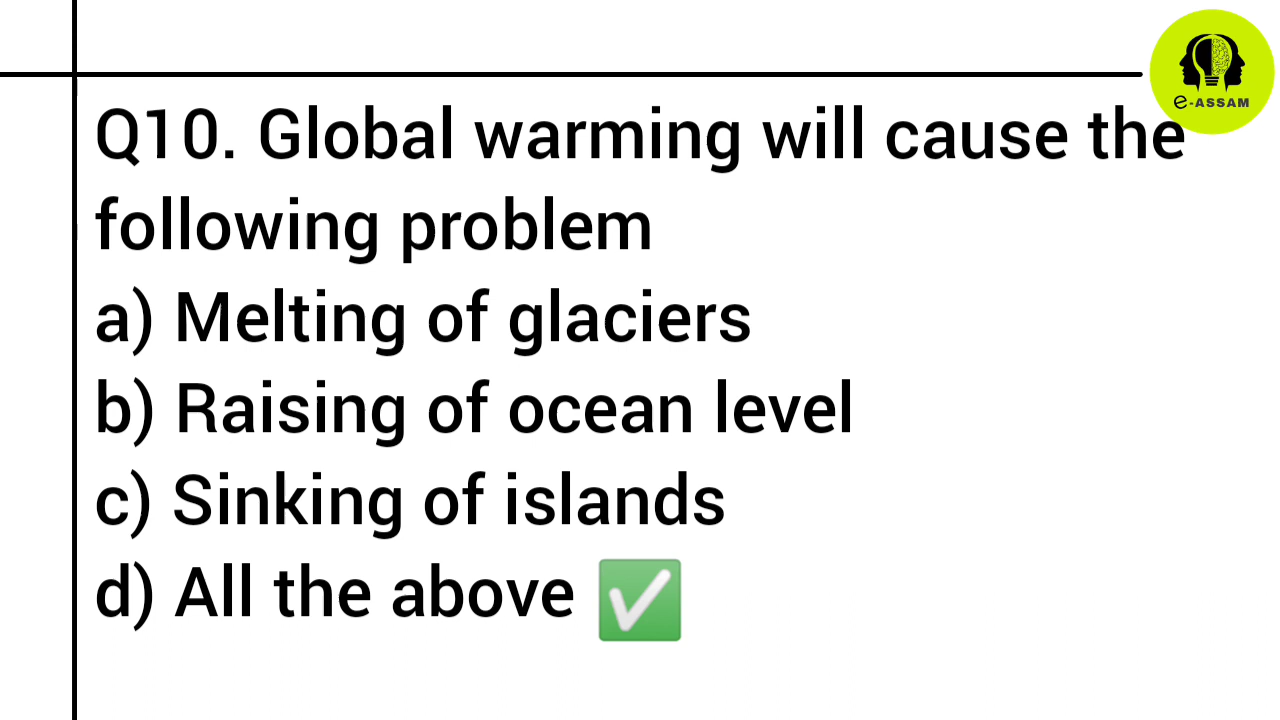 e-ASSAM
Q10. Global warming will cause the
following problem
a) Melting of glaciers
b) Raising of ocean level
c) Sinking of islands
d) All the above ✅